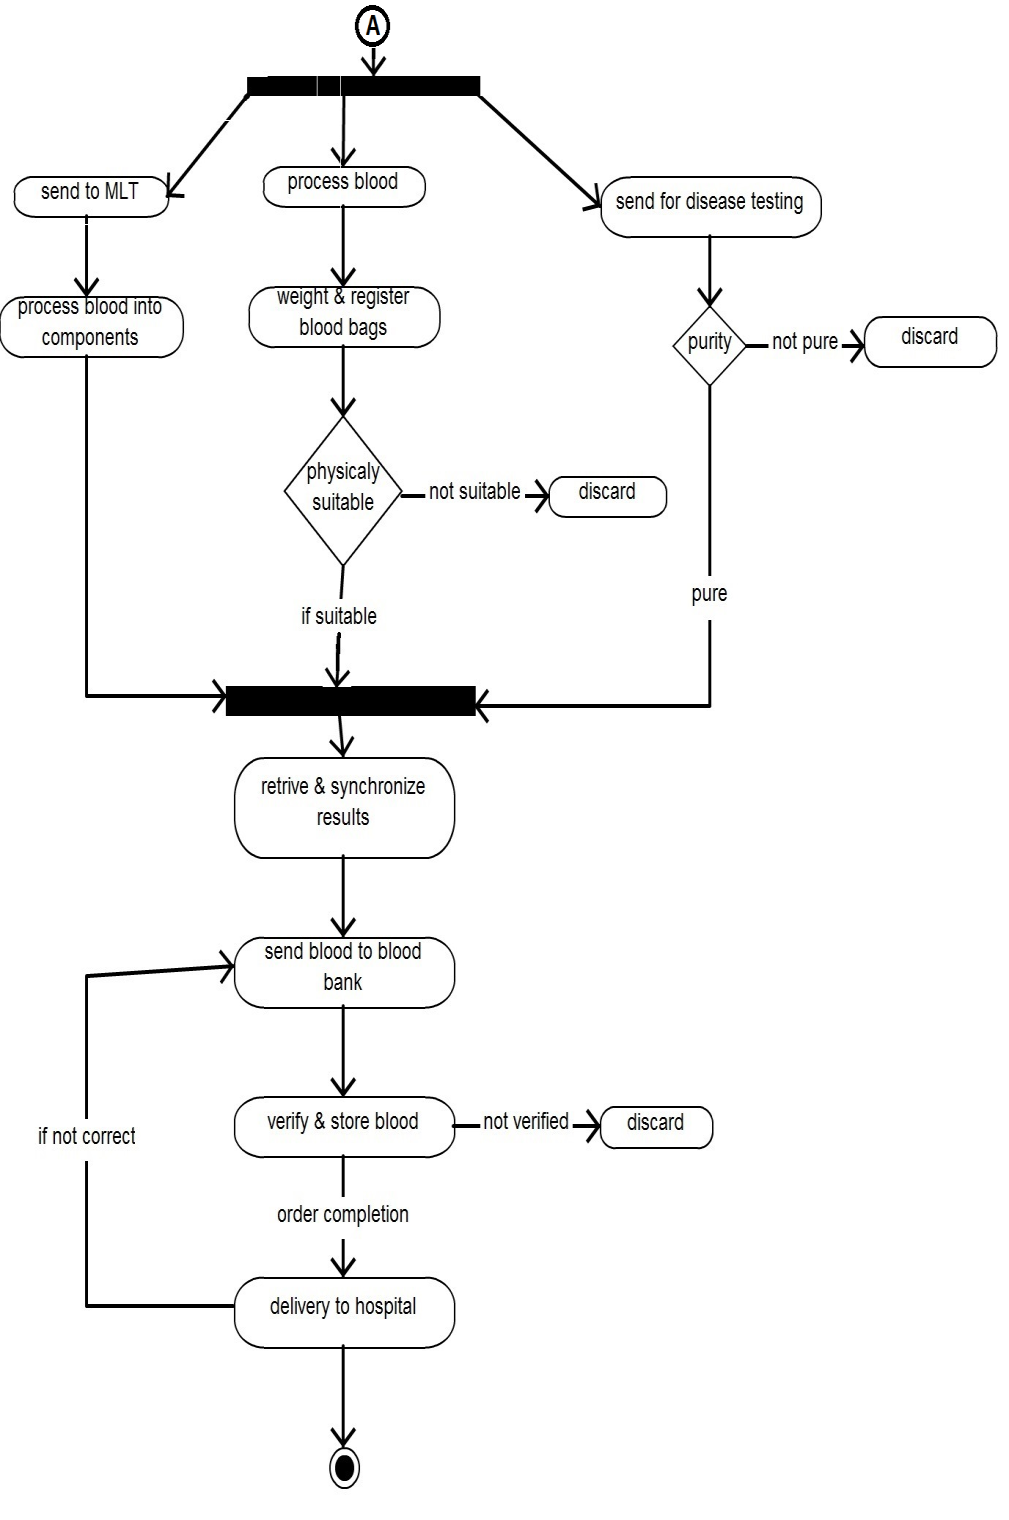 A
send to MLT
process blood
send for disease testing
process blood into
components
weight & register
blood bags
purity
not pure
discard
physicaly
suitable
not suitable
discard
if suitable
pure
retrive & synchronize
results
send blood to blood
bank
verify & store blood
not verified
discard
if not correct
order completion
delivery to hospital